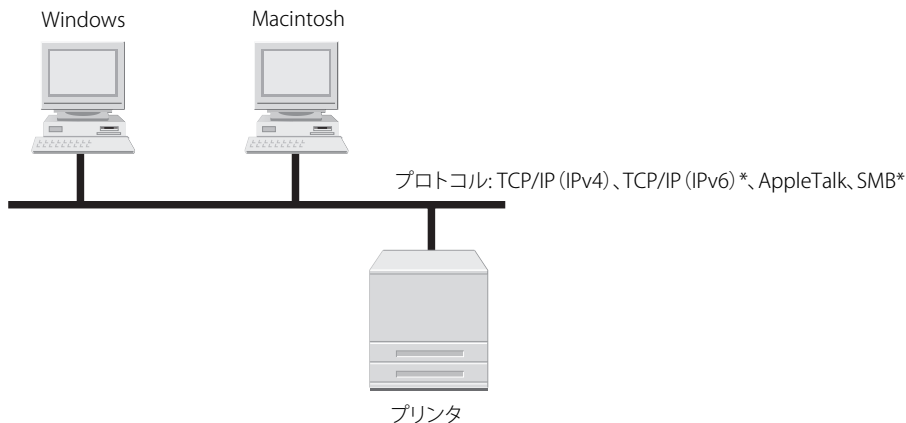 Windows
Macintosh
プロトコル: TCP/IP（IPv4）、TCP/IP（IPv6）*、AppleTalk、SMB*
プリンタ